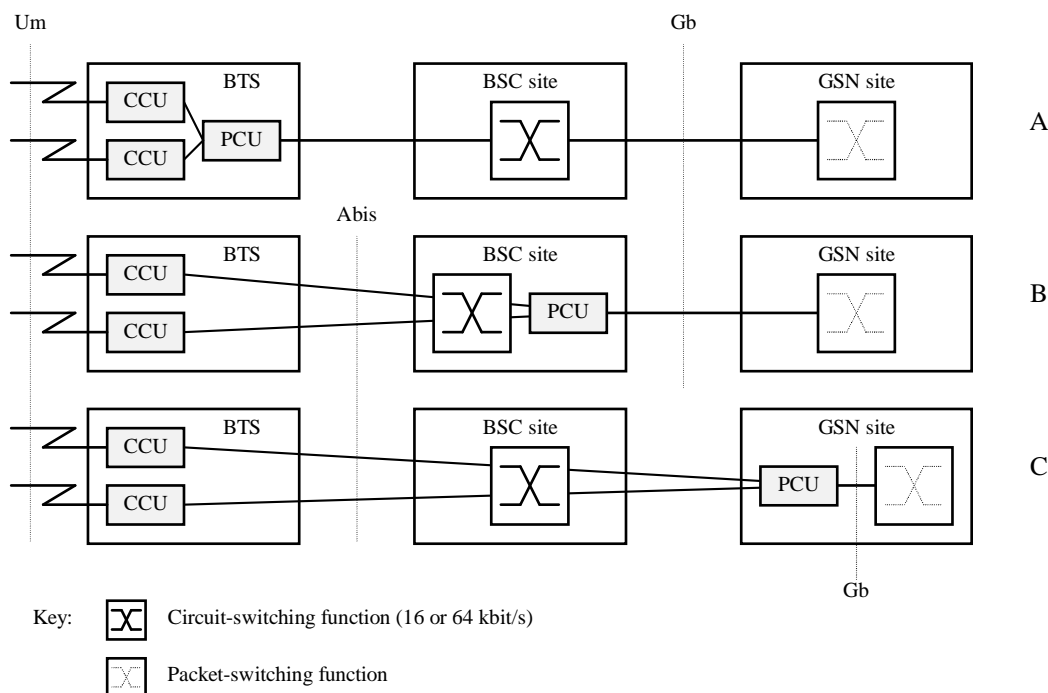 Um
Gb
BTS
BSC site
GSN site
CCU
CCU
PCU
A
Abis
BTS
BSC site
GSN site
CCU
CCU
PCU
B
BTS
BSC site
GSN site
CCU
CCU
PCU
C
Gb
Key:
Circuit-switching function (16 or 64 kbit/s)
Packet-switching function